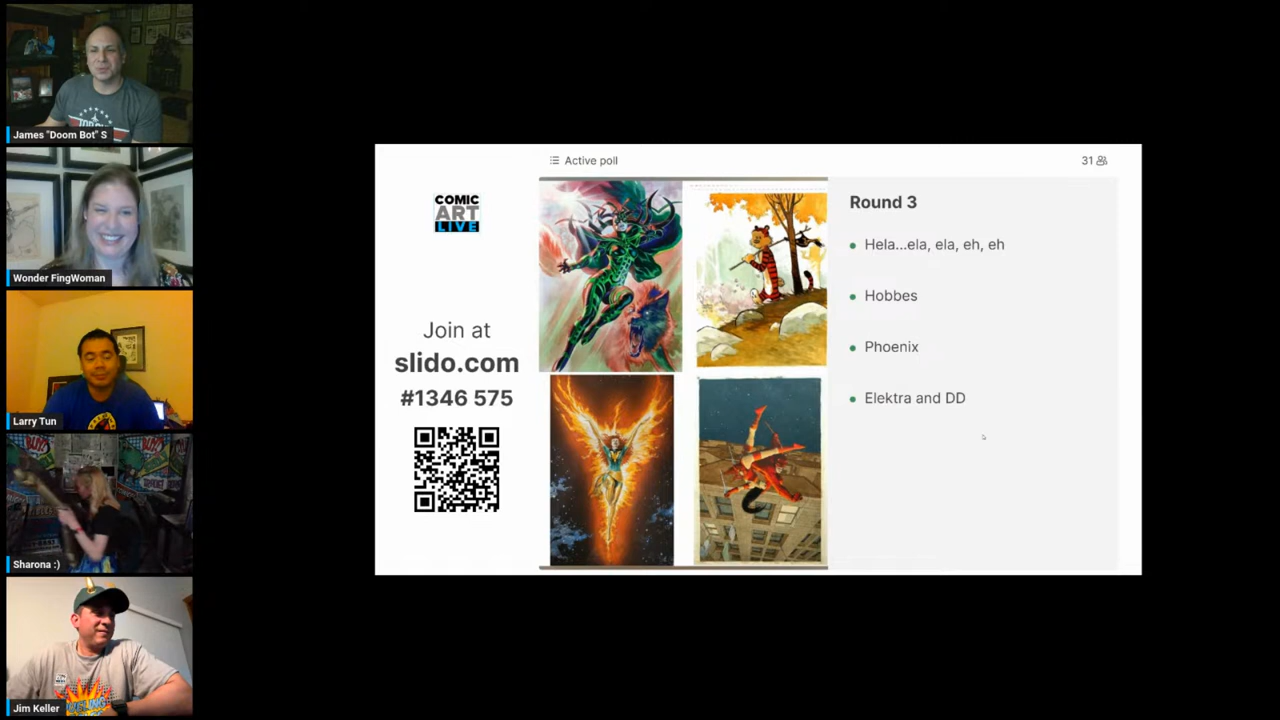 James "Doom Bot" S
Wonder FingWoman
Larry Tun
Sharona :)
Jim Keller
COMIC
ART
LIVE
Join at
slido.com
#1346 575
Active poll
31
Round 3
Hela...ela, ela, eh, eh
Hobbes
Phoenix
Elektra and DD